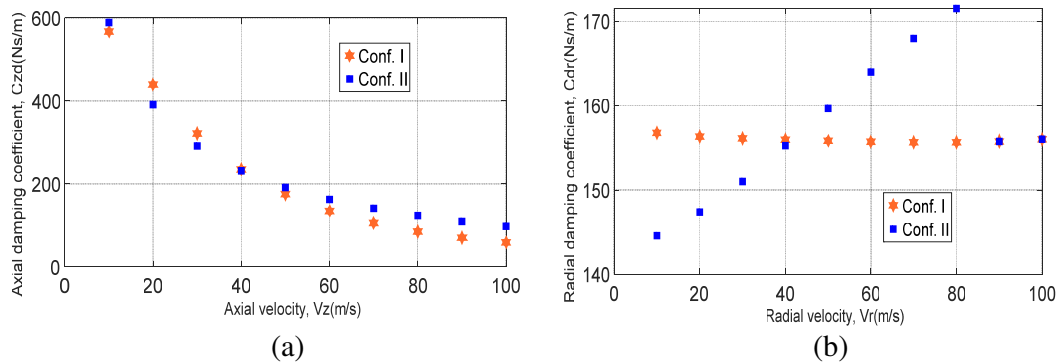 Axial damping coefficient, Czd(Ns/m)
600
400
200
0
0 20 40 60 80 100
Axial velocity, Vz(m/s)
Conf. I
Conf. II
(a)
Radial damping coefficient, Cdr(Ns/m)
170
160
150
140
0 20 40 60 80 100
Radial velocity, Vr(m/s)
Conf. I
Conf. II
(b)